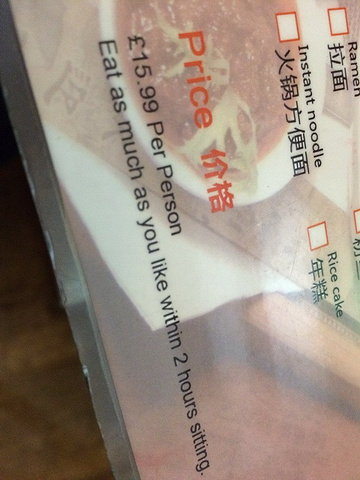 Ramen
拉面
Instant noodle
火锅方便面
Rice cake
年糕
Price 价格
£15.99 Per Person
Eat as much as you like within 2 hours sitting.